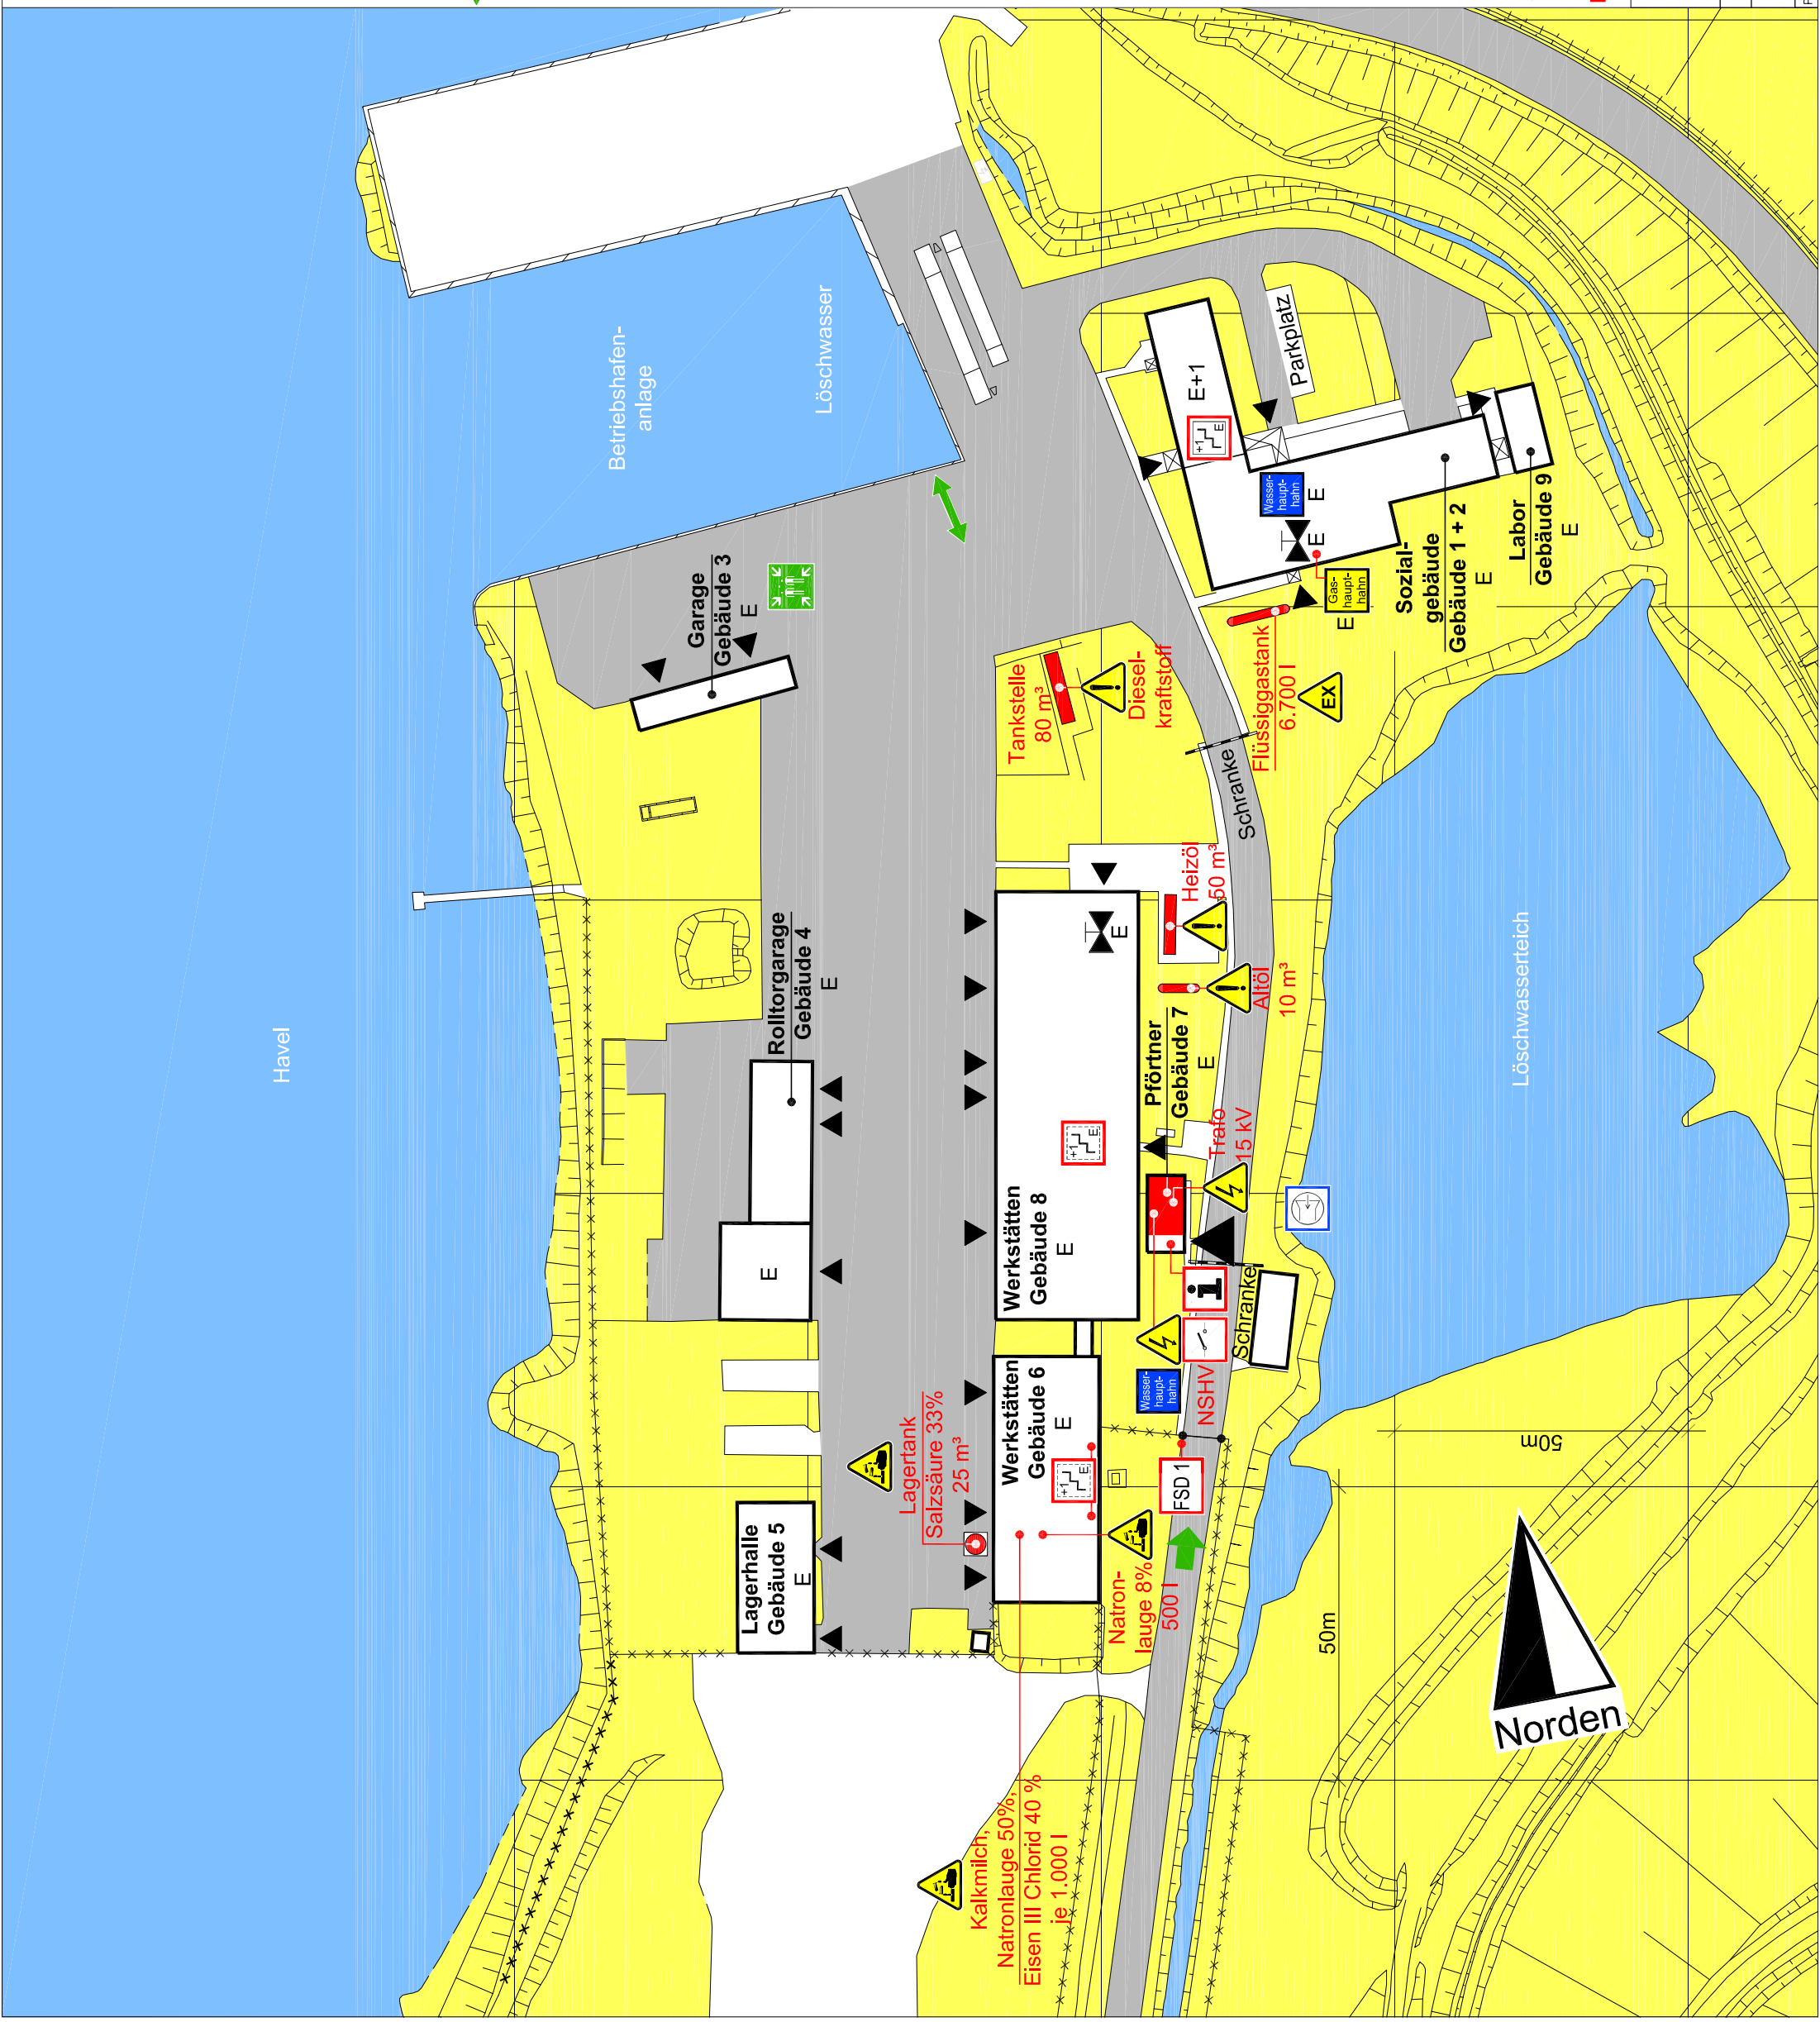 Havel
Betriebshafen-
anlage
Löschwasser
Garage
Gebäude 3
E
Rolltorgarage
Gebäude 4
E
E
Lagerhalle
Gebäude 5
E
Lagertank
Salzsäure 33%
25 m³
Werkstätten
Gebäude 6
E
+1
E
Werkstätten
Gebäude 8
E
+1
E
E
Tankstelle
80 m³
Diesel-
kraftstoff
Schranke
Flüssiggastank
6.700 l
EX
Heizöl
50 m³
Altöl
10 m³
Pförtner
Gebäude 7
E
Trafo
15 kV
Schranke
NSHV
Wasser-
haupt-
hahn
FSD 1
Natron-
lauge 8%
500 l
Kalkmilch,
Natronlauge 50%,
Eisen III Chlorid 40 %
je 1.000 l
E+1
+1
E
Parkplatz
Wasser-
haupt-
hahn
E
E
Gas-
haupt-
hahn
E
Sozial-
gebäude
Gebäude 1 + 2
E
Labor
Gebäude 9
E
Löschwasserteich
50m
50m
Norden